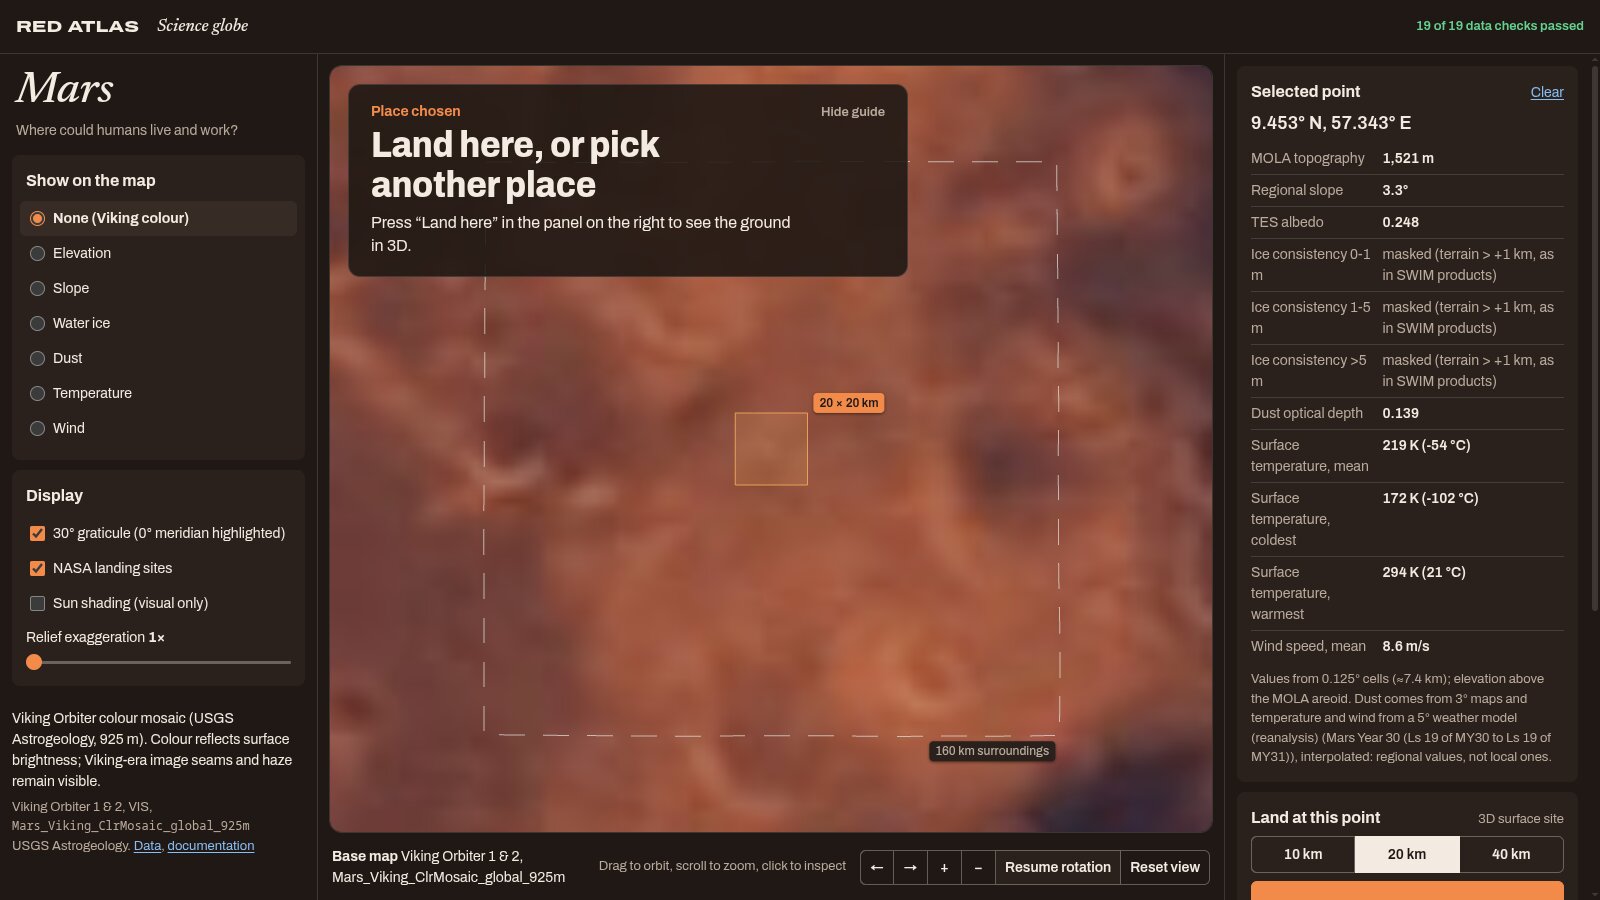 RED ATLAS Science globe
19 of 19 data checks passed
Mars
Where could humans live and work?
Show on the map
None (Viking colour)
Elevation
Slope
Water ice
Dust
Temperature
Wind
Display
30° graticule (0° meridian highlighted)
NASA landing sites
Sun shading (visual only)
Relief exaggeration 1×
Viking Orbiter colour mosaic (USGS
Astrogeology, 925 m). Colour reflects surface
brightness; Viking-era image seams and haze
remain visible.
Viking Orbiter 1 & 2, VIS,
Mars_Viking_ClrMosaic_global_925m
USGS Astrogeology. Data, documentation
Place chosen
Hide guide
Land here, or pick
another place
Press “Land here” in the panel on the right to see the ground
in 3D.
20 × 20 km
160 km surroundings
Base map Viking Orbiter 1 & 2,
Mars_Viking_ClrMosaic_global_925m
Drag to orbit, scroll to zoom, click to inspect
← → + − Resume rotation Reset view
Selected point Clear
9.453° N, 57.343° E
MOLA topography 1,521 m
Regional slope 3.3°
TES albedo 0.248
Ice consistency 0-1 masked (terrain > +1 km, as
m in SWIM products)
Ice consistency 1-5 masked (terrain > +1 km, as
m in SWIM products)
Ice consistency >5 masked (terrain > +1 km, as
m in SWIM products)
Dust optical depth 0.139
Surface 219 K (-54 °C)
temperature, mean
Surface 172 K (-102 °C)
temperature,
coldest
Surface 294 K (21 °C)
temperature,
warmest
Wind speed, mean 8.6 m/s
Values from 0.125° cells (≈7.4 km); elevation above
the MOLA areoid. Dust comes from 3° maps and
temperature and wind from a 5° weather model
(reanalysis) (Mars Year 30 (Ls 19 of MY30 to Ls 19 of
MY31)), interpolated: regional values, not local ones.
Land at this point 3D surface site
10 km 20 km 40 km